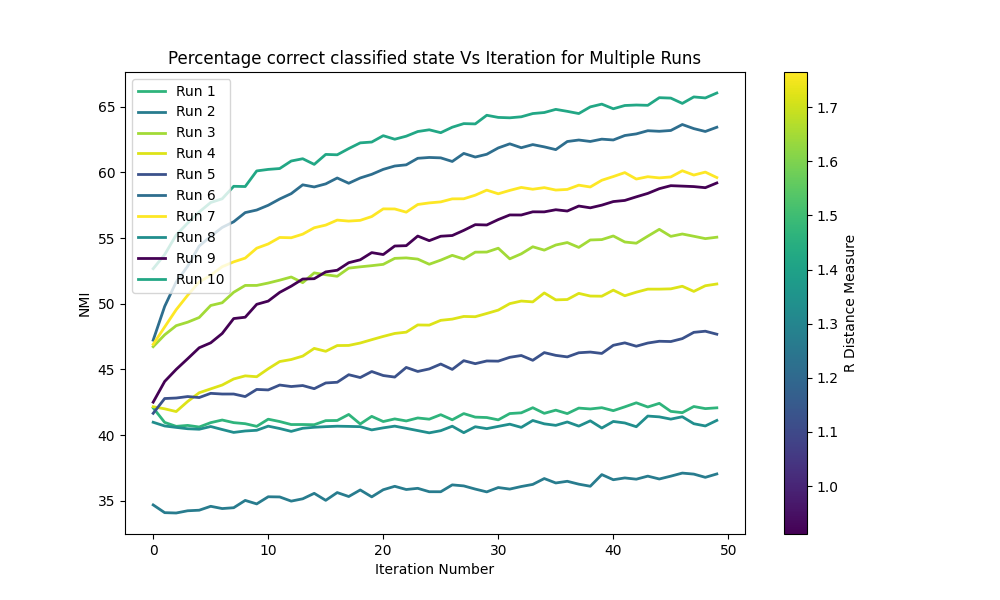 Percentage correct classified state Vs Iteration for Multiple Runs
Run 1
Run 2
Run 3
Run 4
Run 5
Run 6
Run 7
Run 8
Run 9
Run 10
65
60
55
50
45
40
35
NMI
0 10 20 30 40 50
Iteration Number
1.7
1.6
1.5
1.4
1.3
1.2
1.1
1.0
R Distance Measure